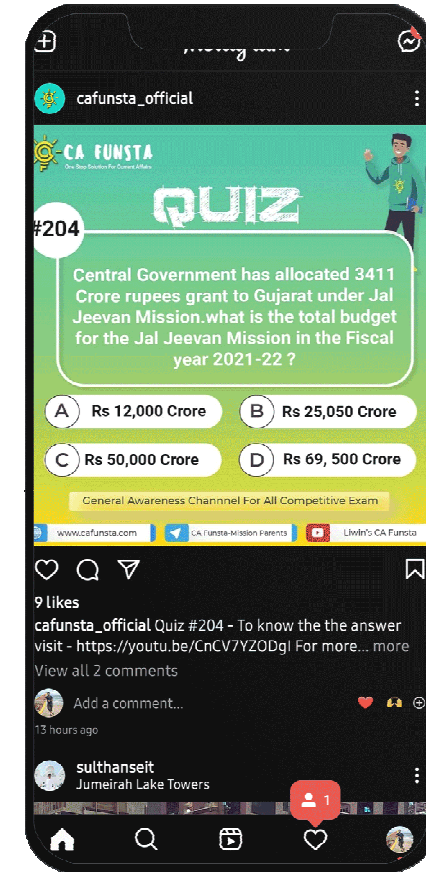 cafunsta_official
CA FUNSTA
One Stop Solution For Current Affairs
QUIZ
#204
Central Government has allocated 3411
Crore rupees grant to Gujarat under Jal
Jeevan Mission.what is the total budget
for the Jal Jeevan Mission in the Fiscal
year 2021-22 ?
A Rs 12,000 Crore
B Rs 25,050 Crore
C Rs 50,000 Crore
D Rs 69, 500 Crore
General Awareness Channnel For All Competitive Exam
www.cafunsta.com
CA Funsta-Mission Parents
Liwin's CA Funsta
9 likes
cafunsta_official Quiz #204 - To know the the answer
visit - https://youtu.be/CnCV7YZODgI For more... more
View all 2 comments
Add a comment...
13 hours ago
sulthanseit
Jumeirah Lake Towers
1